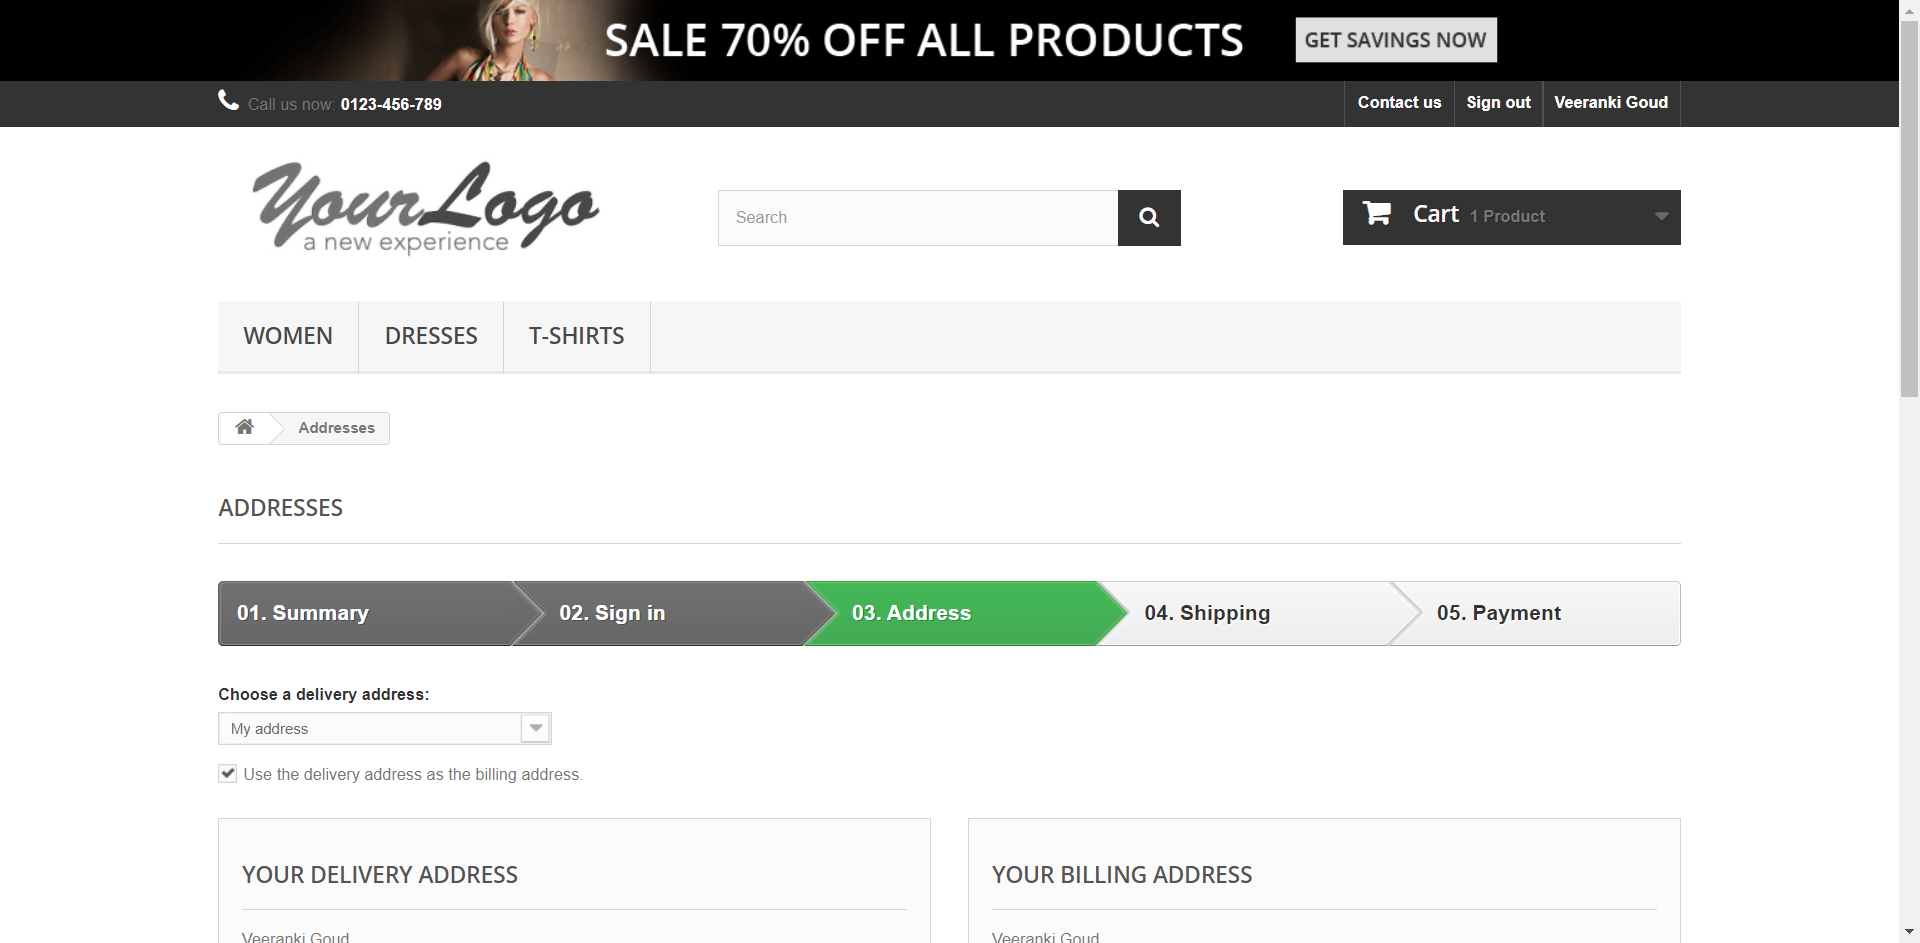 SALE 70% OFF ALL PRODUCTS GET SAVINGS NOW
Call us now: 0123-456-789 Contact us Sign out Veeranki Goud
Your Logo
a new experience
Search
Cart 1 Product
WOMEN DRESSES T-SHIRTS
Addresses
ADDRESSES
01. Summary 02. Sign in 03. Address 04. Shipping 05. Payment
Choose a delivery address:
My address
Use the delivery address as the billing address.
YOUR DELIVERY ADDRESS YOUR BILLING ADDRESS
Veeranki Goud Veeranki Goud